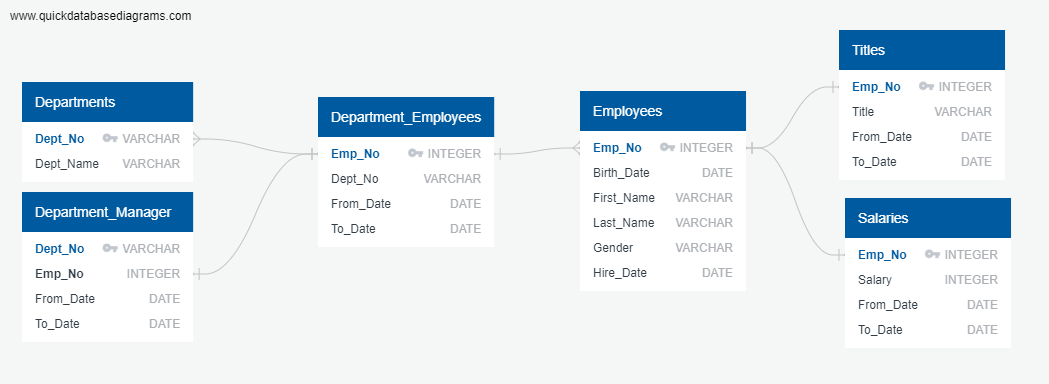 www.quickdatabasediagrams.com
Departments
Dept_No VARCHAR
Dept_Name VARCHAR
Department_Manager
Dept_No VARCHAR
Emp_No INTEGER
From_Date DATE
To_Date DATE
Department_Employees
Emp_No INTEGER
Dept_No VARCHAR
From_Date DATE
To_Date DATE
Employees
Emp_No INTEGER
Birth_Date DATE
First_Name VARCHAR
Last_Name VARCHAR
Gender VARCHAR
Hire_Date DATE
Titles
Emp_No INTEGER
Title VARCHAR
From_Date DATE
To_Date DATE
Salaries
Emp_No INTEGER
Salary INTEGER
From_Date DATE
To_Date DATE